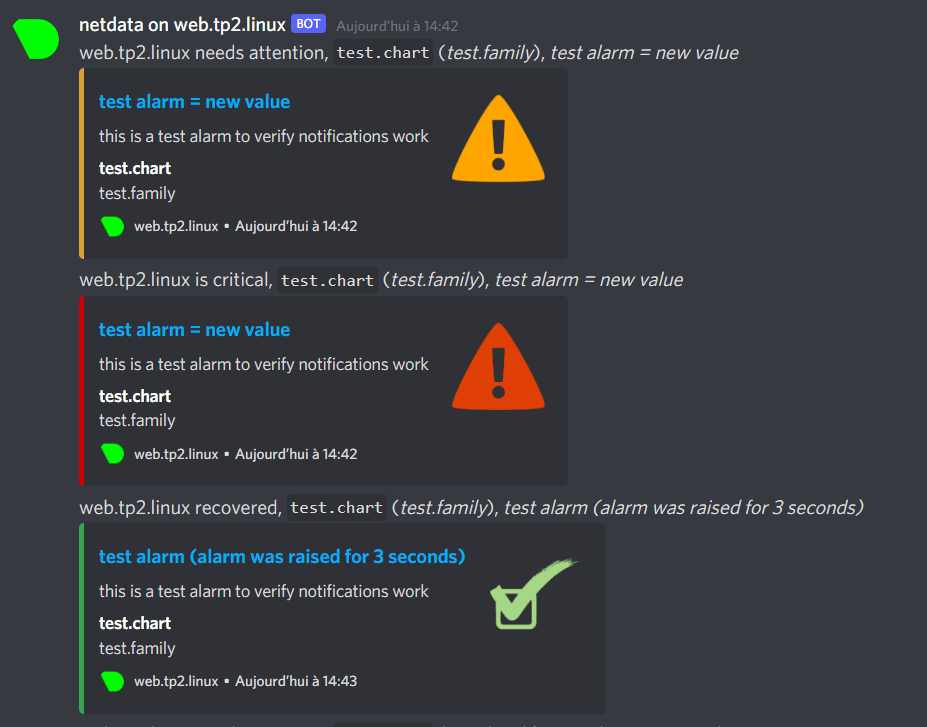 netdata on web.tp2.linux BOT Aujourd'hui à 14:42
web.tp2.linux needs attention, test.chart (test.family), test alarm = new value
test alarm = new value
this is a test alarm to verify notifications work
test.chart
test.family
web.tp2.linux • Aujourd'hui à 14:42
web.tp2.linux is critical, test.chart (test.family), test alarm = new value
test alarm = new value
this is a test alarm to verify notifications work
test.chart
test.family
web.tp2.linux • Aujourd'hui à 14:42
web.tp2.linux recovered, test.chart (test.family), test alarm (alarm was raised for 3 seconds)
test alarm (alarm was raised for 3 seconds)
this is a test alarm to verify notifications work
test.chart
test.family
web.tp2.linux • Aujourd'hui à 14:43